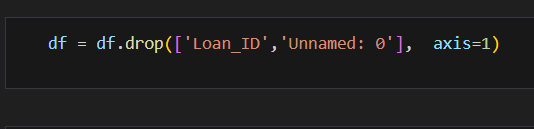 df = df.drop(['Loan_ID','Unnamed: 0'],  axis=1)